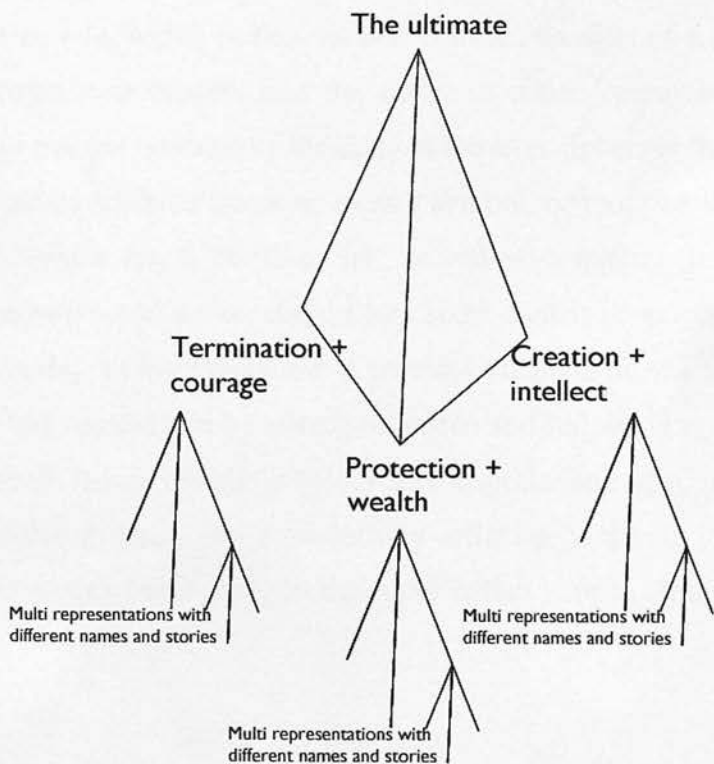 The ultimate
Termination +
courage
Creation +
intellect
Protection +
wealth
Multi representations with
different names and stories
Multi representations with
different names and stories
Multi representations with
different names and stories